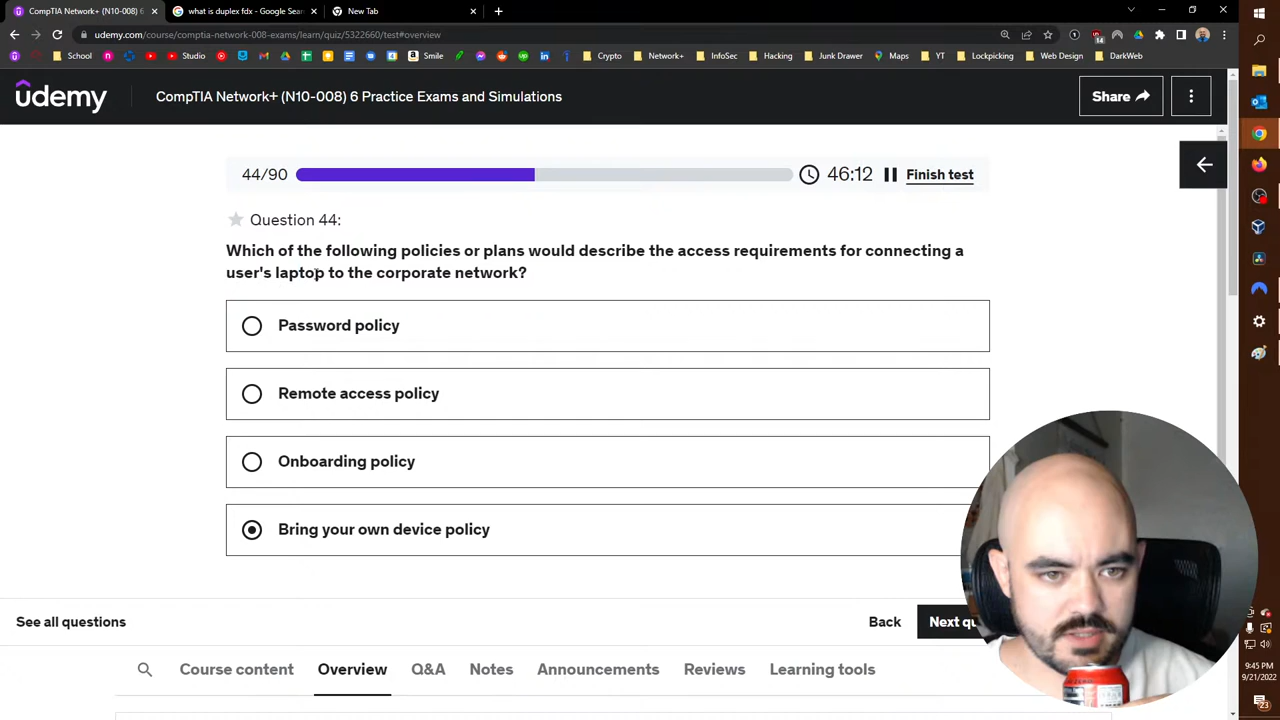 CompTIA Network+ (N10-008) 6
what is duplex fdx - Google Sear
New Tab
udemy.com/course/comptia-network-008-exams/learn/quiz/5322660/test#overview
School
Studio
Smile
Crypto
Network+
InfoSec
Hacking
Junk Drawer
Maps
YT
Lockpicking
Web Design
DarkWeb
ûdemy
CompTIA Network+ (N10-008) 6 Practice Exams and Simulations
Share
44/90
46:12
Finish test
Question 44:
Which of the following policies or plans would describe the access requirements for connecting a
user's laptop to the corporate network?
Password policy
Remote access policy
Onboarding policy
Bring your own device policy
See all questions
Back
Next qu
Course content
Overview
Q&A
Notes
Announcements
Reviews
Learning tools
9:45 PM
9/21/2022
23